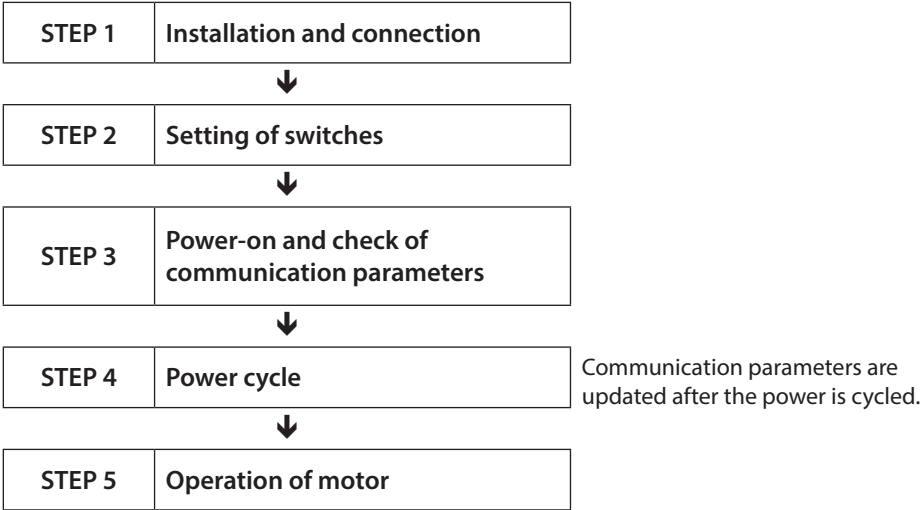 STEP 1 Installation and connection
STEP 2 Setting of switches
STEP 3 Power-on and check of
communication parameters
STEP 4 Power cycle
Communication parameters are
updated after the power is cycled.
STEP 5 Operation of motor